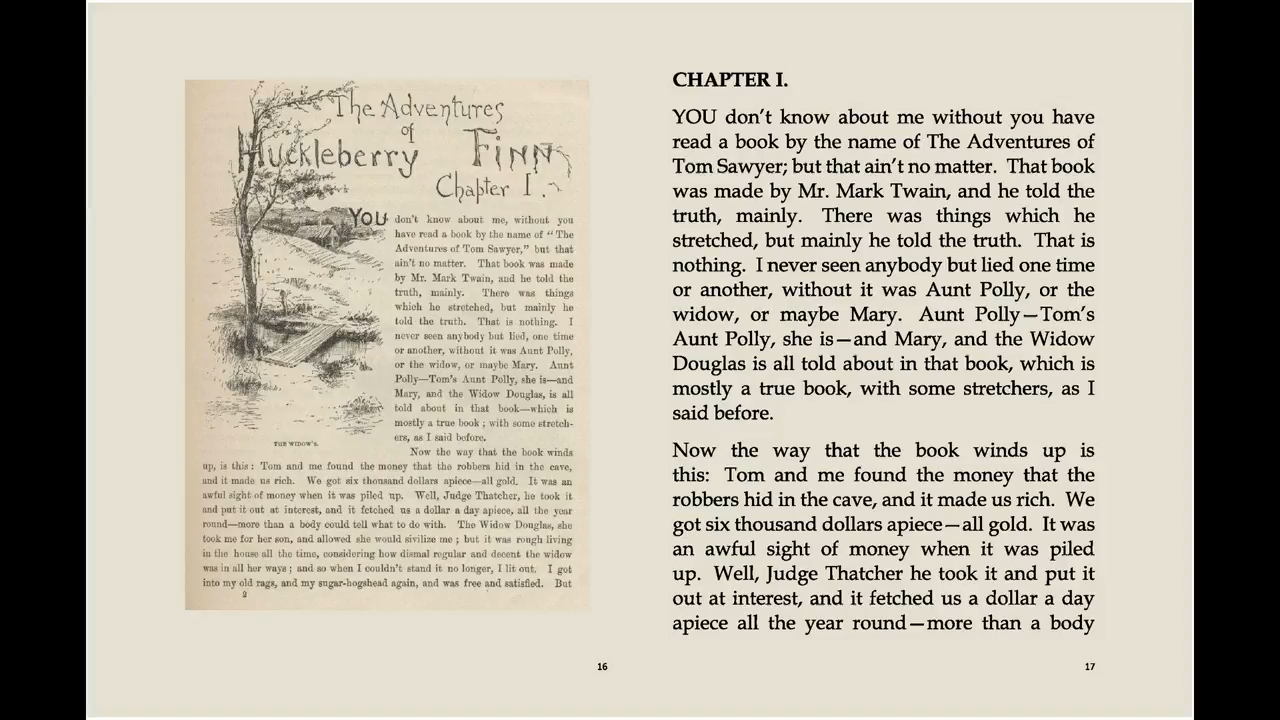 The Adventures
of
Huckleberry Finn
Chapter I.
YOU don't know about me, without you
have read a book by the name of “ The
Adventures of Tom Sawyer,” but that
ain't no matter. That book was made
by Mr. Mark Twain, and he told the
truth, mainly. There was things
which he stretched, but mainly he
told the truth. That is nothing. I
never seen anybody but lied, one time
or another, without it was Aunt Polly,
or the widow, or maybe Mary. Aunt
Polly—Tom's Aunt Polly, she is—and
Mary, and the Widow Douglas, is all
told about in that book—which is
mostly a true book ; with some stretch-
ers, as I said before.
THE WIDOW'S.
Now the way that the book winds
up, is this : Tom and me found the money that the robbers hid in the cave,
and it made us rich. We got six thousand dollars apiece—all gold. It was an
awful sight of money when it was piled up. Well, Judge Thatcher, he took it
and put it out at interest, and it fetched us a dollar a day apiece, all the year
round—more than a body could tell what to do with. The Widow Douglas, she
took me for her son, and allowed she would sivilize me ; but it was rough living
in the house all the time, considering how dismal regular and decent the widow
was in all her ways ; and so when I couldn't stand it no longer, I lit out. I got
into my old rags, and my sugar-hogshead again, and was free and satisfied. But
2
16
CHAPTER I.
YOU don’t know about me without you have
read a book by the name of The Adventures of
Tom Sawyer; but that ain’t no matter. That book
was made by Mr. Mark Twain, and he told the
truth, mainly. There was things which he
stretched, but mainly he told the truth. That is
nothing. I never seen anybody but lied one time
or another, without it was Aunt Polly, or the
widow, or maybe Mary. Aunt Polly—Tom’s
Aunt Polly, she is—and Mary, and the Widow
Douglas is all told about in that book, which is
mostly a true book, with some stretchers, as I
said before.
Now the way that the book winds up is
this: Tom and me found the money that the
robbers hid in the cave, and it made us rich. We
got six thousand dollars apiece—all gold. It was
an awful sight of money when it was piled
up. Well, Judge Thatcher he took it and put it
out at interest, and it fetched us a dollar a day
apiece all the year round—more than a body
17